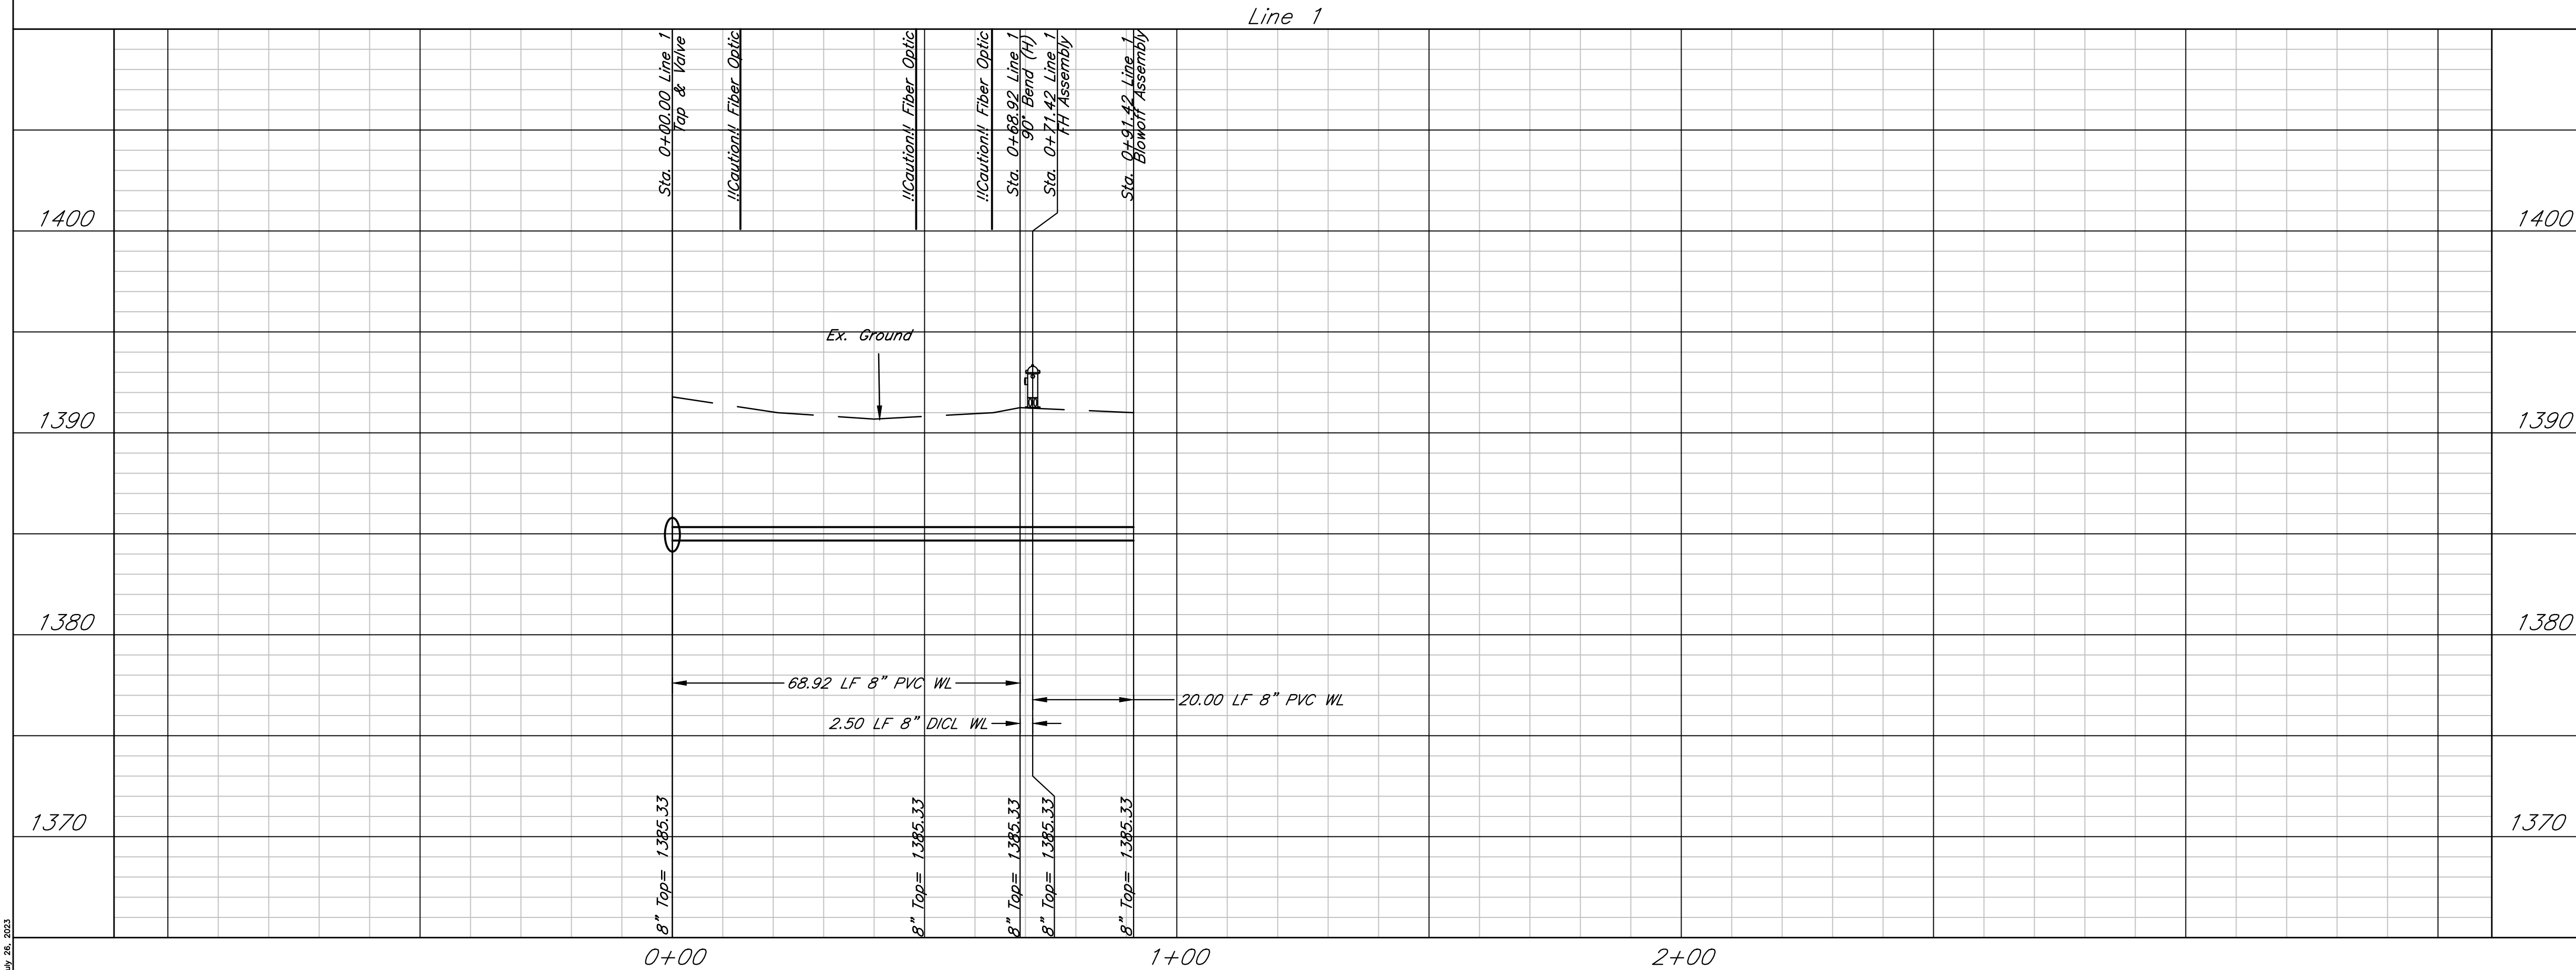 Line 1
Sta. 0+00.00 Line 1
Tap & Valve
!!Caution!! Fiber Optic
!!Caution!! Fiber Optic
!!Caution!! Fiber Optic
Sta. 0+68.92 Line 1
90° Bend (H)
Sta. 0+71.42 Line 1
FH Assembly
Sta. 0+91.42 Line 1
Blowoff Assembly
1400
1400
Ex. Ground
1390
1390
1380
1380
68.92 LF 8" PVC WL
20.00 LF 8" PVC WL
2.50 LF 8" DICL WL
1370
1370
8" Top= 1385.33
8" Top= 1385.33
8" Top= 1385.33
8" Top= 1385.33
8" Top= 1385.33
0+00
1+00
2+00
26, 2023